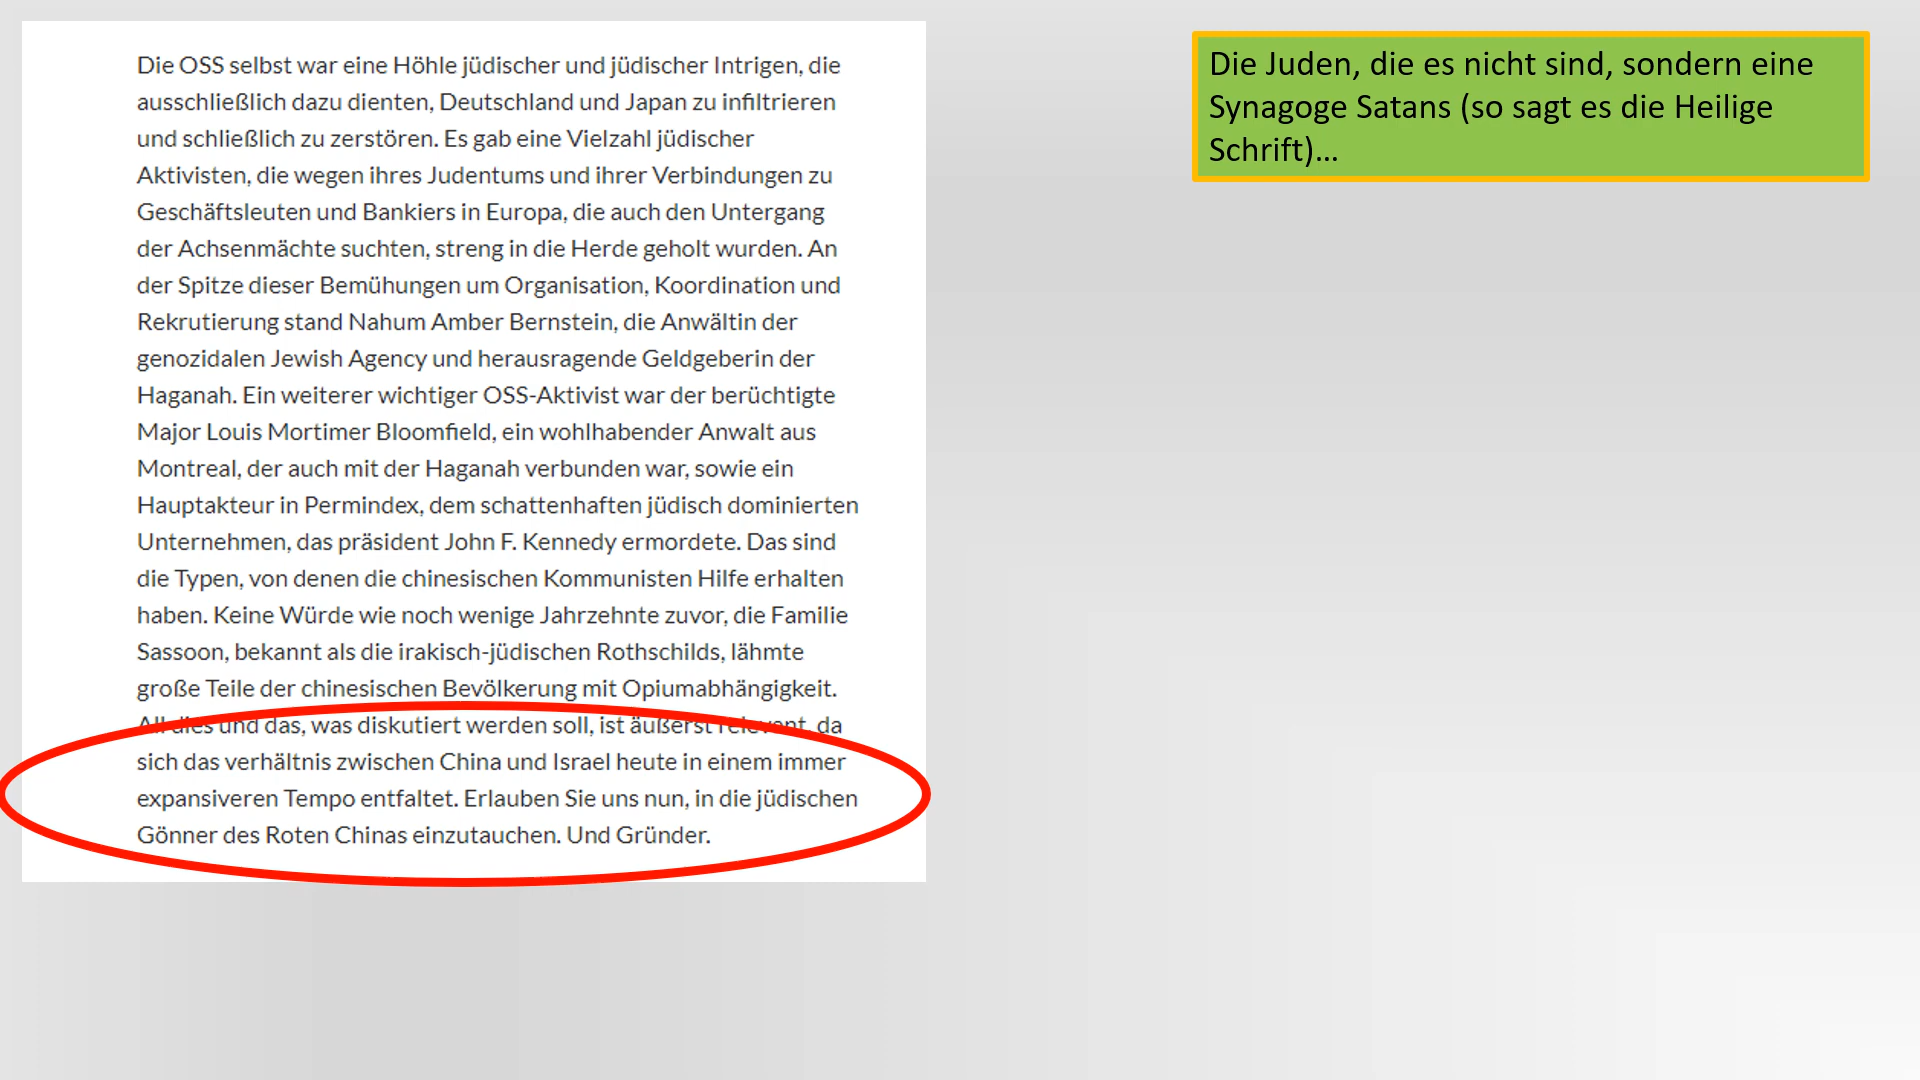 Die OSS selbst war eine Höhle jüdischer und jüdischer Intrigen, die
ausschließlich dazu dienten, Deutschland und Japan zu infiltrieren
und schließlich zu zerstören. Es gab eine Vielzahl jüdischer
Aktivisten, die wegen ihres Judentums und ihrer Verbindungen zu
Geschäftsleuten und Bankiers in Europa, die auch den Untergang
der Achsenmächte suchten, streng in die Herde geholt wurden. An
der Spitze dieser Bemühungen um Organisation, Koordination und
Rekrutierung stand Nahum Amber Bernstein, die Anwältin der
genozidalen Jewish Agency und herausragende Geldgeberin der
Haganah. Ein weiterer wichtiger OSS-Aktivist war der berüchtigte
Major Louis Mortimer Bloomfield, ein wohlhabender Anwalt aus
Montreal, der auch mit der Haganah verbunden war, sowie ein
Hauptakteur in Permindex, dem schattenhaften jüdisch dominierten
Unternehmen, das präsident John F. Kennedy ermordete. Das sind
die Typen, von denen die chinesischen Kommunisten Hilfe erhalten
haben. Keine Würde wie noch wenige Jahrzehnte zuvor, die Familie
Sassoon, bekannt als die irakisch-jüdischen Rothschilds, lähmte
große Teile der chinesischen Bevölkerung mit Opiumabhängigkeit.
All dies und das, was diskutiert werden soll, ist äußerst relevant, da
sich das verhältnis zwischen China und Israel heute in einem immer
expansiveren Tempo entfaltet. Erlauben Sie uns nun, in die jüdischen
Gönner des Roten Chinas einzutauchen. Und Gründer.
Die Juden, die es nicht sind, sondern eine
Synagoge Satans (so sagt es die Heilige
Schrift)…